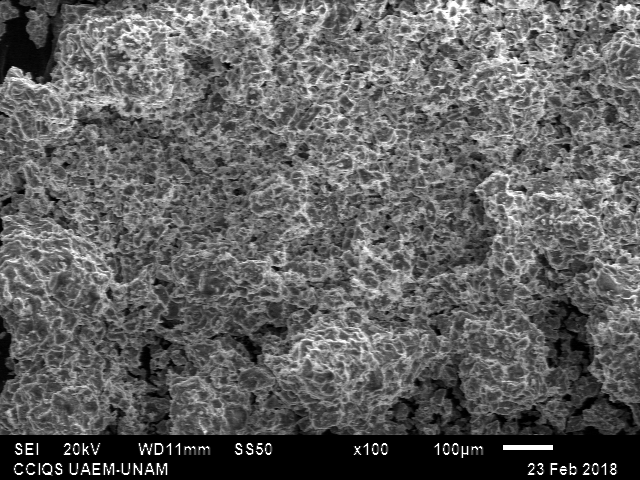 SEI 20kV WD11mm SS50 x100 100µm
CCIQS UAEM-UNAM 23 Feb 2018